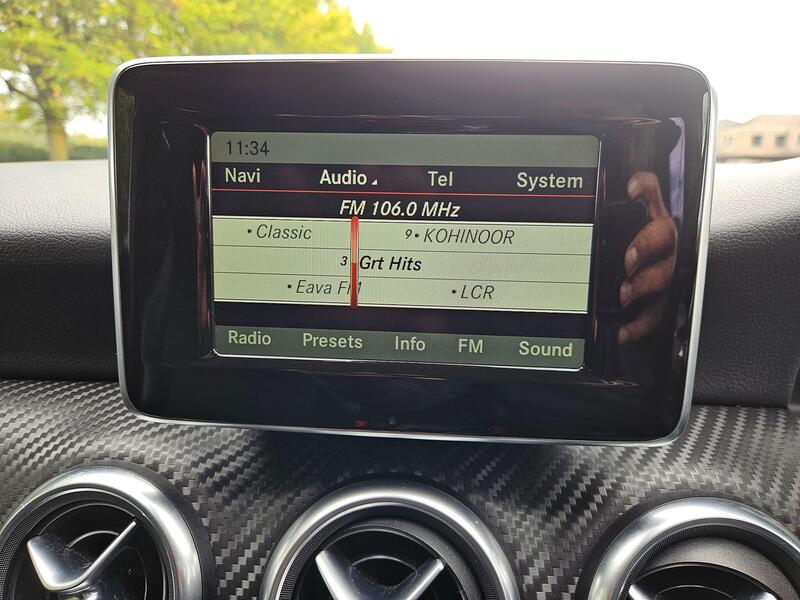 11:34
Navi Audio Tel System
FM 106.0 MHz
• Classic 9• KOHINOOR
3 Grt Hits
• Eava FM • LCR
Radio Presets Info FM Sound